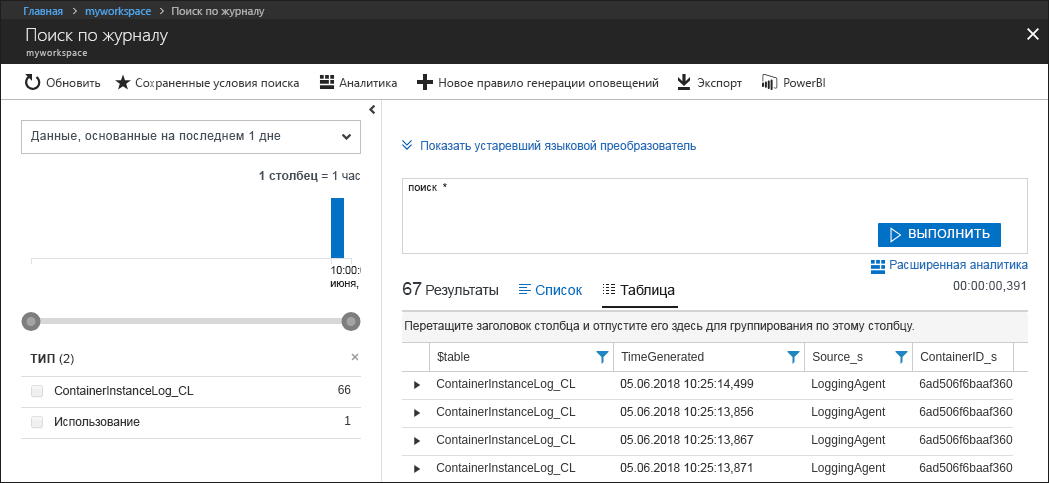 Главная > myworkspace > Поиск по журналу
Поиск по журналу
myworkspace
Обновить Сохраненные условия поиска Аналитика Новое правило генерации оповещений Экспорт PowerBI
Данные, основанные на последнем 1 дне
1 столбец = 1 час
10:00:
июня,
ТИП (2)
ContainerInstanceLog_CL 66
Использование 1
Показать устаревший языковой преобразователь
поиск *
ВЫПОЛНИТЬ
Расширенная аналитика
67 Результаты Список Таблица
00:00:00,391
Перетащите заголовок столбца и отпустите его здесь для группирования по этому столбцу.
$table TimeGenerated Source_s ContainerID_s
ContainerInstanceLog_CL 05.06.2018 10:25:14,499 LoggingAgent 6ad506f6baaf360
ContainerInstanceLog_CL 05.06.2018 10:25:13,856 LoggingAgent 6ad506f6baaf360
ContainerInstanceLog_CL 05.06.2018 10:25:13,867 LoggingAgent 6ad506f6baaf360
ContainerInstanceLog_CL 05.06.2018 10:25:13,871 LoggingAgent 6ad506f6baaf360